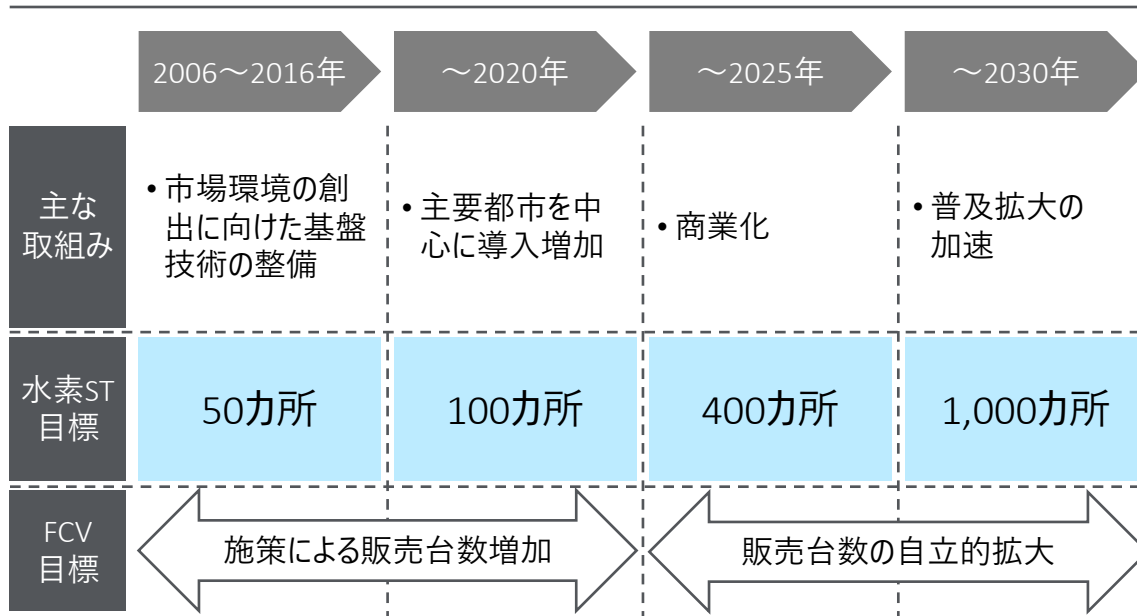 2006～2016年
～2020年
～2025年
～2030年
主な
取組み
• 市場環境の創
出に向けた基盤
技術の整備
• 主要都市を中
心に導入増加
• 商業化
• 普及拡大の
加速
水素ST
目標
50カ所
100カ所
400カ所
1,000カ所
FCV
目標
施策による販売台数増加
販売台数の自立的拡大